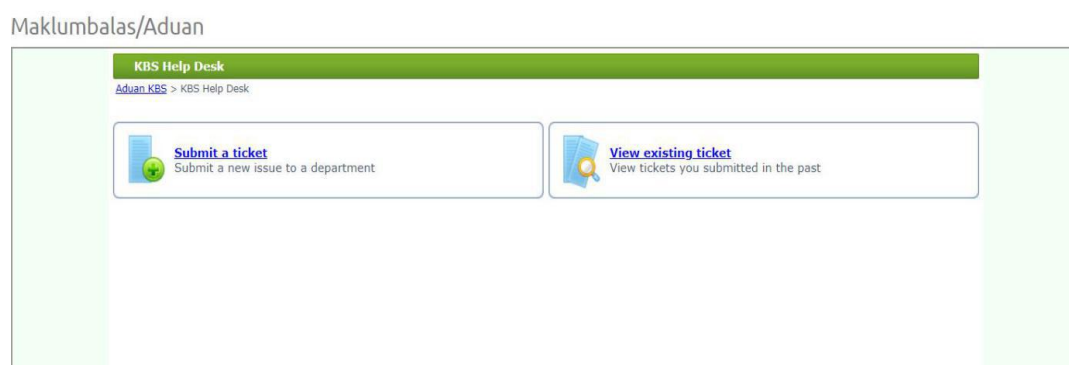 Maklumbalas/Aduan
KBS Help Desk
Aduan KBS > KBS Help Desk
Submit a ticket
Submit a new issue to a department
View existing ticket
View tickets you submitted in the past